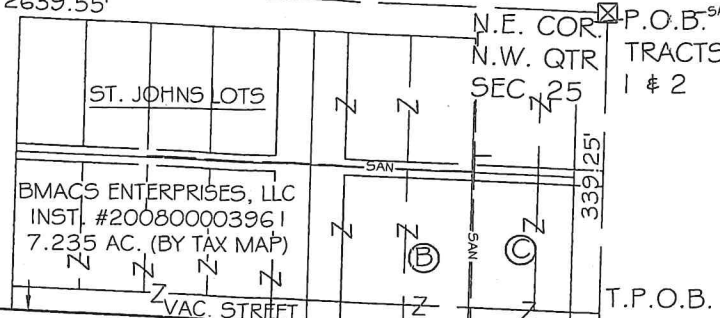 2639.55'
N.E. COR.
N.W. QTR
SEC. 25
P.O.B.
TRACTS
1 & 2
ST. JOHNS LOTS
SAN
339.25'
BMACS ENTERPRISES, LLC
INST. #200800003961
7.235 AC. (BY TAX MAP)
SAN
B
C
Z
Z
Z
Z
Z
Z
Z
Z
Z
Z
Z
Z
Z
Z
VAC. STREET
T.P.O.B.